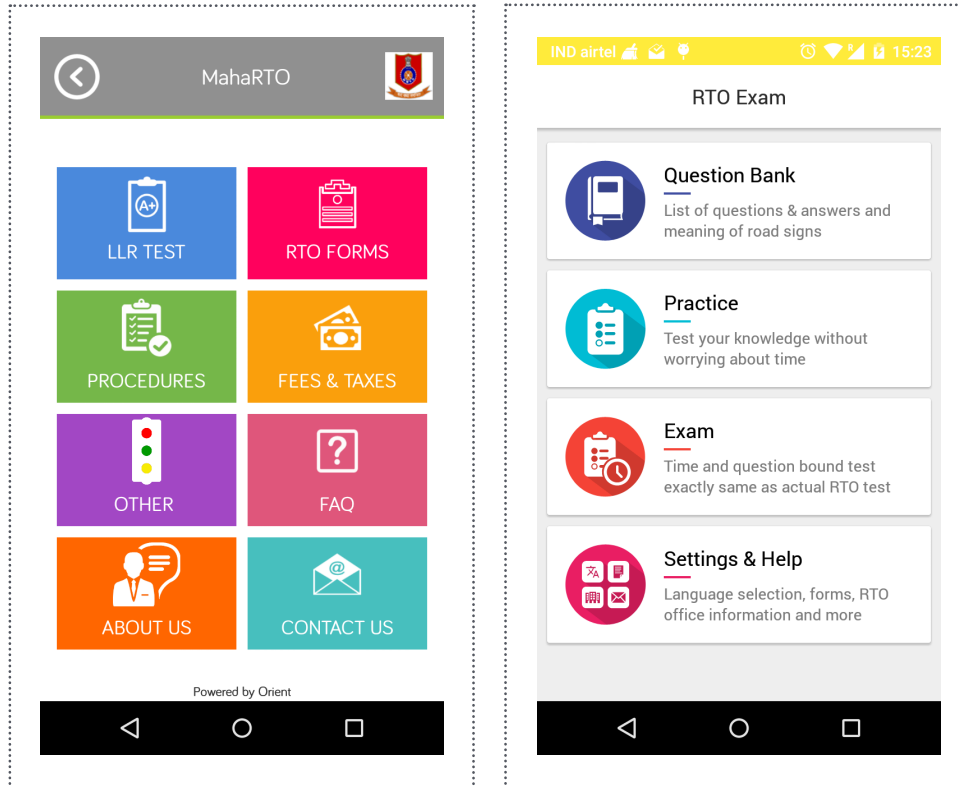 MahaRTO
A+
LLR TEST
RTO FORMS
PROCEDURES
FEES & TAXES
OTHER
?
FAQ
@
ABOUT US
CONTACT US
Powered by Orient
IND airtel
15:23
RTO Exam
Question Bank
List of questions & answers and
meaning of road signs
Practice
Test your knowledge without
worrying about time
Exam
Time and question bound test
exactly same as actual RTO test
Settings & Help
Language selection, forms, RTO
office information and more